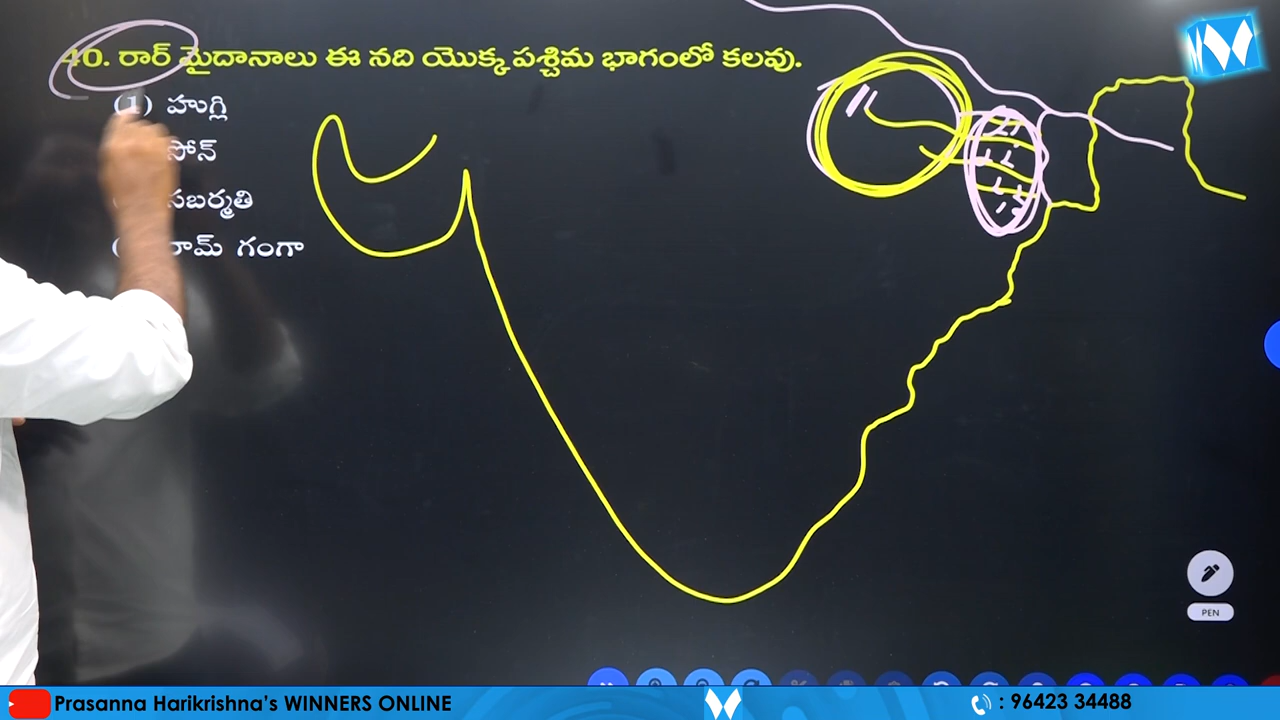 40. రార్ మైదానాలు ఈ నది యొక్క పశ్చిమ భాగంలో కలవు.
(1) హుగ్లి
సోన్
సబర్మతి
రామ్ గంగా
PEN
Prasanna Harikrishna's WINNERS ONLINE
: 96423 34488